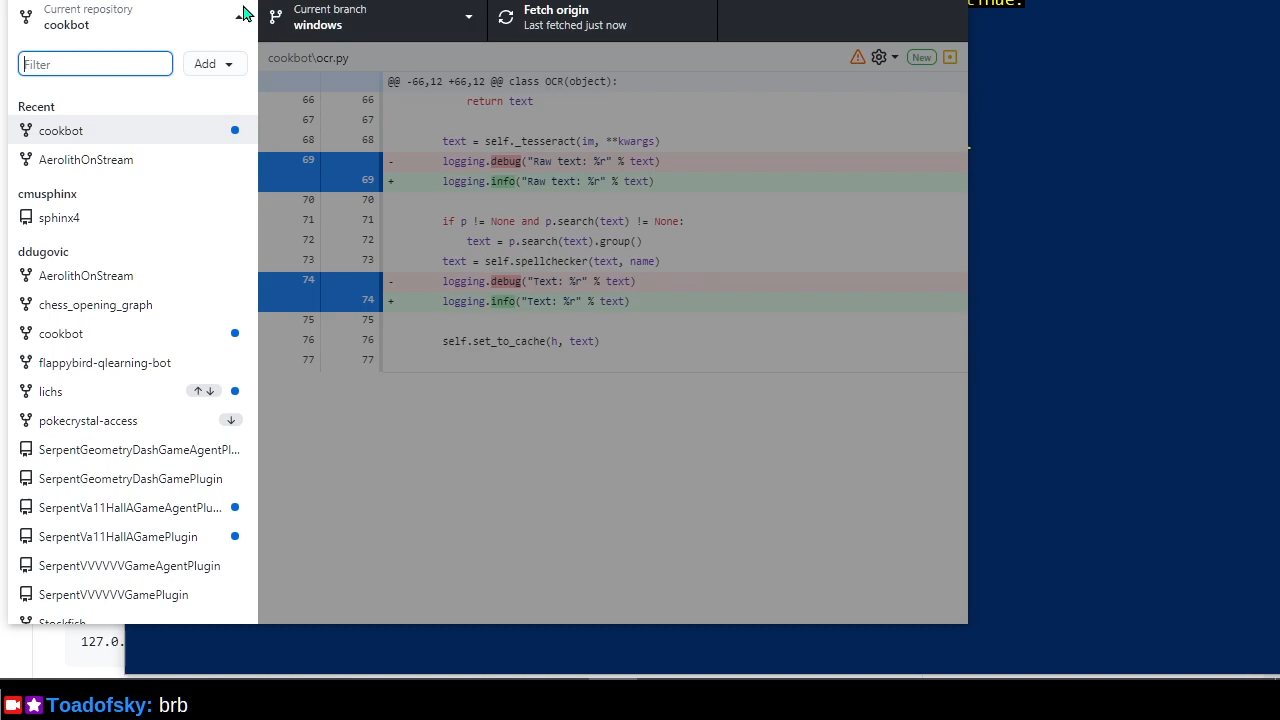 tinue.
Current repository
cookbot
Current branch
windows
Fetch origin
Last fetched just now
Filter
Add
cookbot\ocr.py
New
@@ -66,12 +66,12 @@ class OCR(object):
66 66 return text
67 67
68 68 text = self._tesseract(im, **kwargs)
69 - logging.debug("Raw text: %r" % text)
69 + logging.info("Raw text: %r" % text)
70 70
71 71 if p != None and p.search(text) != None:
72 72 text = p.search(text).group()
73 73 text = self.spellchecker(text, name)
74 - logging.debug("Text: %r" % text)
74 + logging.info("Text: %r" % text)
75 75
76 76 self.set_to_cache(h, text)
77 77
Recent
cookbot
AerolithOnStream
cmusphinx
sphinx4
ddugovic
AerolithOnStream
chess_opening_graph
cookbot
flappybird-qlearning-bot
lichs
pokecrystal-access
SerpentGeometryDashGameAgentPl...
SerpentGeometryDashGamePlugin
SerpentVa11HallAGameAgentPlu...
SerpentVa11HallAGamePlugin
SerpentVVVVVVGameAgentPlugin
SerpentVVVVVVGamePlugin
Stockfish
127.0.
Toadofsky: brb